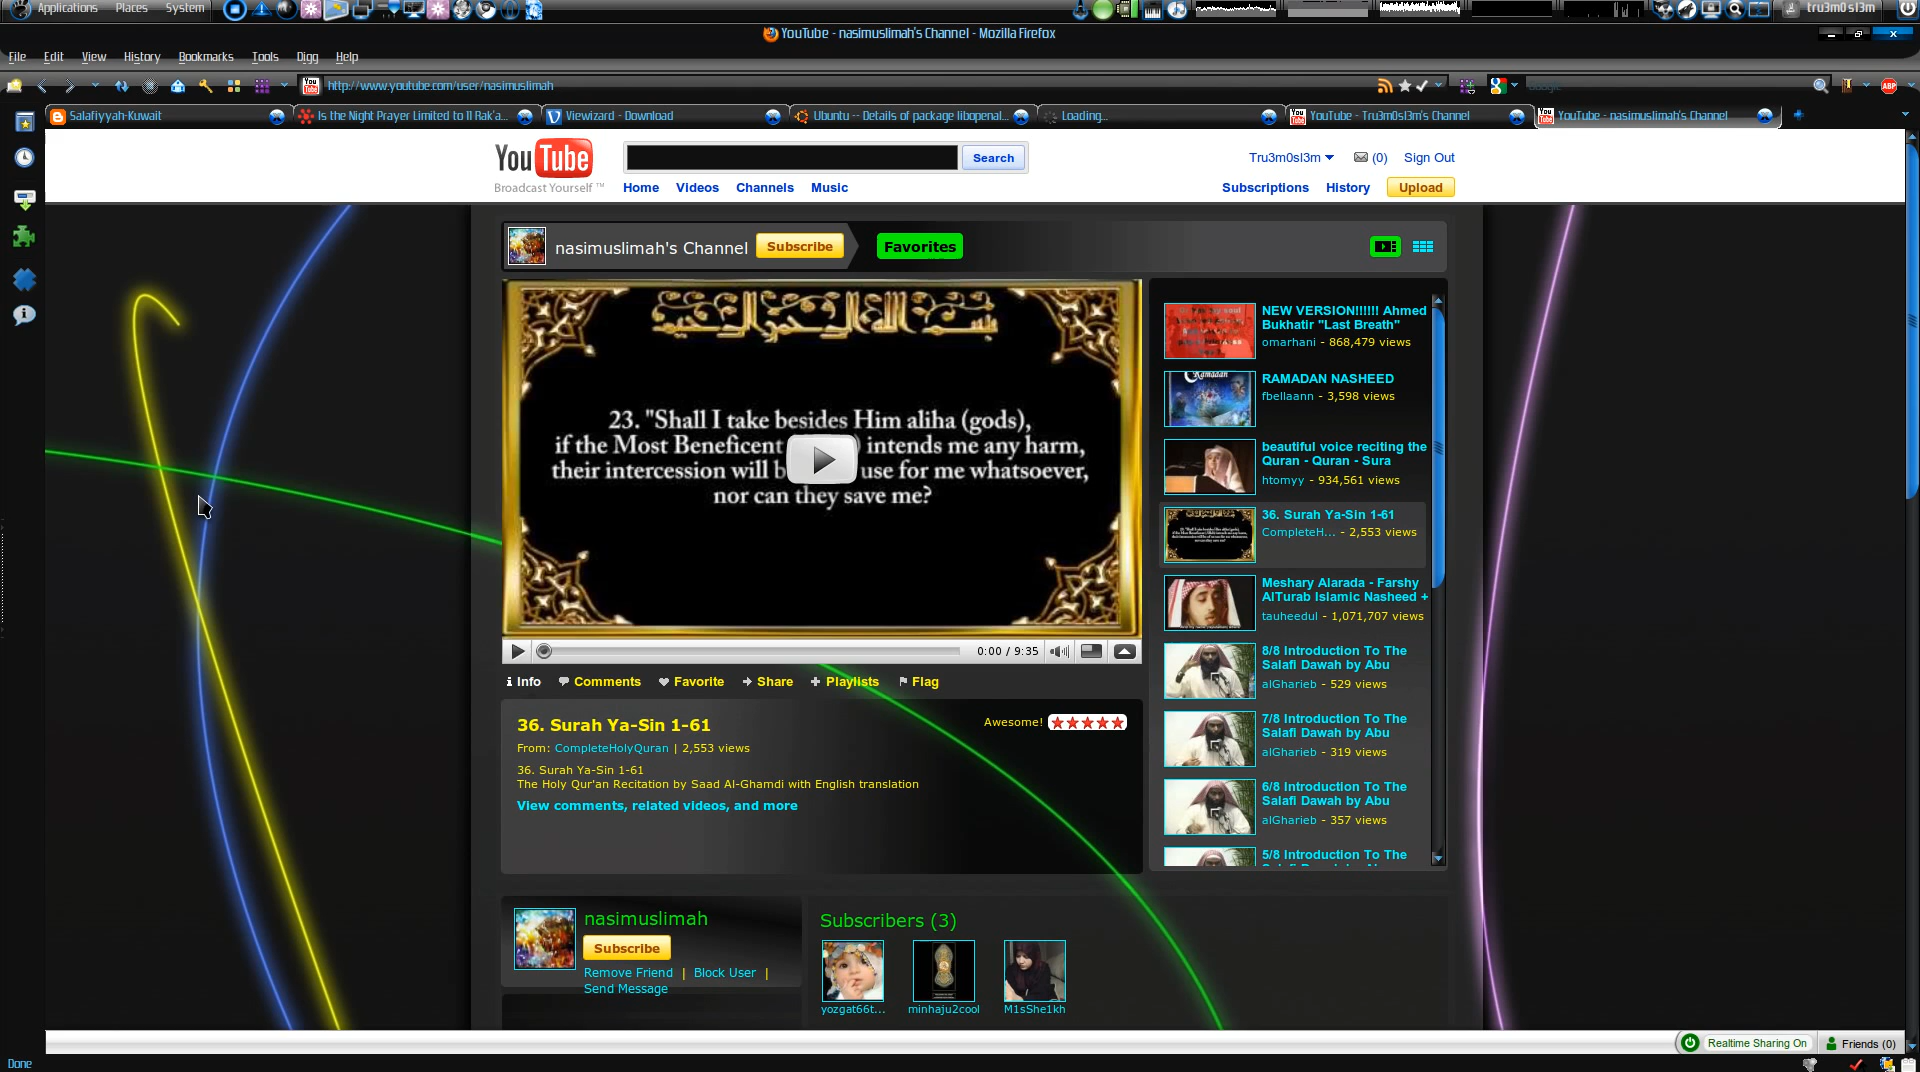 Applications Places System
tru3m0sl3m
YouTube - nasimuslimah's Channel - Mozilla Firefox
File Edit View History Bookmarks Tools Digg Help
You Tube http://www.youtube.com/user/nasimuslimah
Google
ABP
Salafiyyah-Kuwait
Is the Night Prayer Limited to 11 Rak'a...
Viewizard - Download
Ubuntu -- Details of package libopenal...
Loading...
YouTube - Tru3m0sl3m's Channel
YouTube - nasimuslimah's Channel
YouTube
Broadcast Yourself ™
Search
Tru3m0sl3m (0) Sign Out
Home Videos Channels Music
Subscriptions History Upload
nasimuslimah's Channel Subscribe Favorites
بسم الله الرحمن الرحيم
23. "Shall I take besides Him aliha (gods),
if the Most Beneficent intends me any harm,
their intercession will b use for me whatsoever,
nor can they save me?
0:00 / 9:35
Info Comments Favorite Share Playlists Flag
36. Surah Ya-Sin 1-61
Awesome!
From: CompleteHolyQuran | 2,553 views
36. Surah Ya-Sin 1-61
The Holy Qur'an Recitation by Saad Al-Ghamdi with English translation
View comments, related videos, and more
NEW VERSION!!!!!! Ahmed
Bukhatir "Last Breath"
omarhani - 868,479 views
Ramadan
RAMADAN NASHEED
fbellaann - 3,598 views
beautiful voice reciting the
Quran - Quran - Sura
htomyy - 934,561 views
36. Surah Ya-Sin 1-61
CompleteH... - 2,553 views
Meshary Alarada - Farshy
AlTurab Islamic Nasheed +
tauheedul - 1,071,707 views
8/8 Introduction To The
Salafi Dawah by Abu
alGharieb - 529 views
7/8 Introduction To The
Salafi Dawah by Abu
alGharieb - 319 views
6/8 Introduction To The
Salafi Dawah by Abu
alGharieb - 357 views
5/8 Introduction To The
nasimuslimah
Subscribe
Remove Friend | Block User |
Send Message
Subscribers (3)
yozgat66t... minhaju2cool M1sShe1kh
Realtime Sharing On
Friends (0)
Done